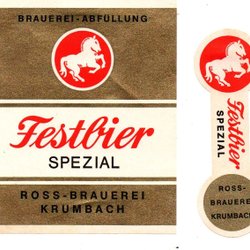 BRAUEREI-ABFÜLLUNG
Festbier
SPEZIAL
ROSS-BRAUEREI
KRUMBACH
Festbier
SPEZIAL
ROSS-
BRAUEREI
KRUMBACH